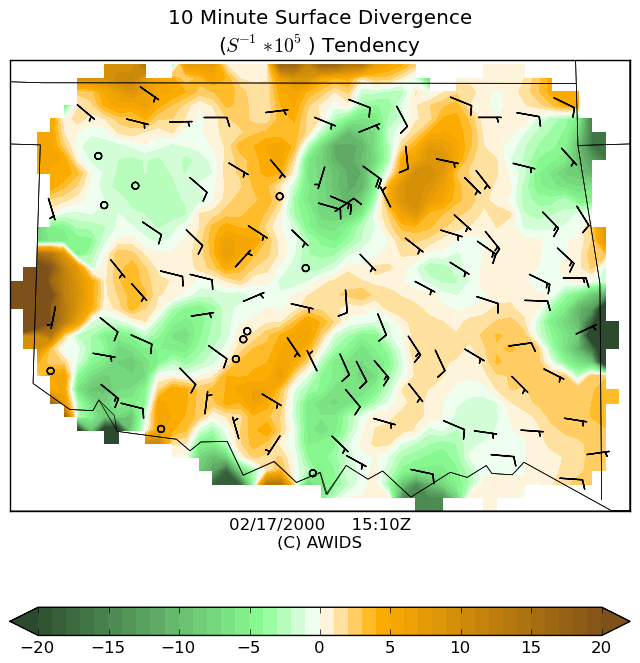 10 Minute Surface Divergence
(S⁻¹ * 10⁵ ) Tendency
02/17/2000 15:10Z
(C) AWIDS
−20 −15 −10 −5 0 5 10 15 20